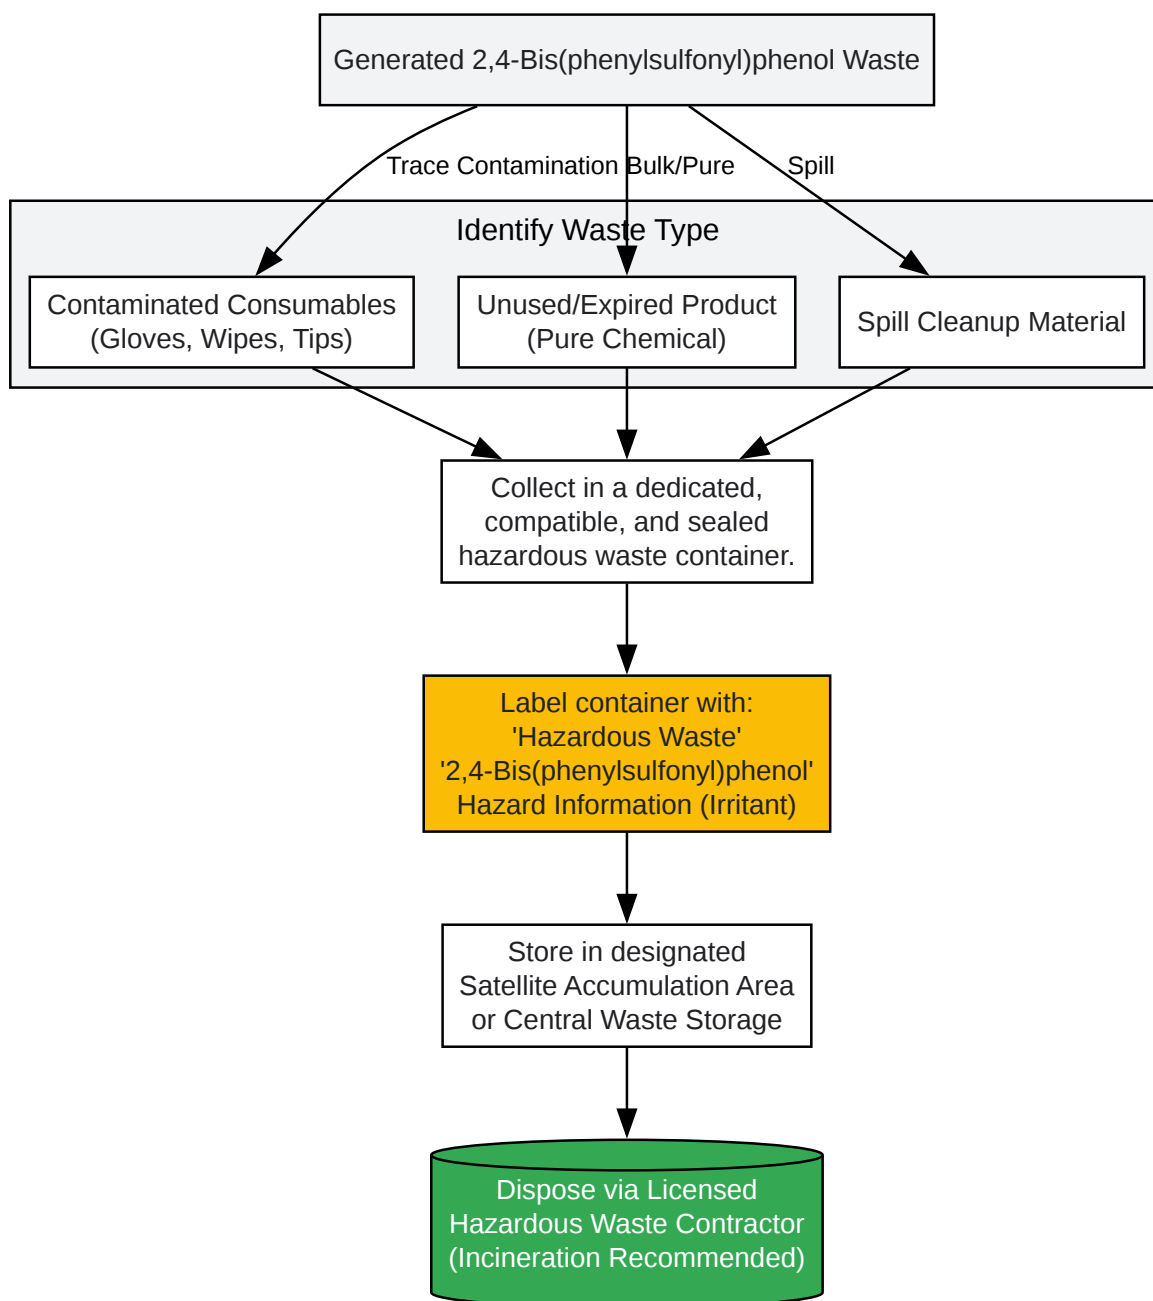 Generated 2,4-Bis(phenylsulfonyl)phenol Waste
Trace Contamination
Bulk/Pure
Spill
Identify Waste Type
Contaminated Consumables
(Gloves, Wipes, Tips)
Unused/Expired Product
(Pure Chemical)
Spill Cleanup Material
Collect in a dedicated,
compatible, and sealed
hazardous waste container.
Label container with:
'Hazardous Waste'
'2,4-Bis(phenylsulfonyl)phenol'
Hazard Information (Irritant)
Store in designated
Satellite Accumulation Area
or Central Waste Storage
Dispose via Licensed
Hazardous Waste Contractor
(Incineration Recommended)